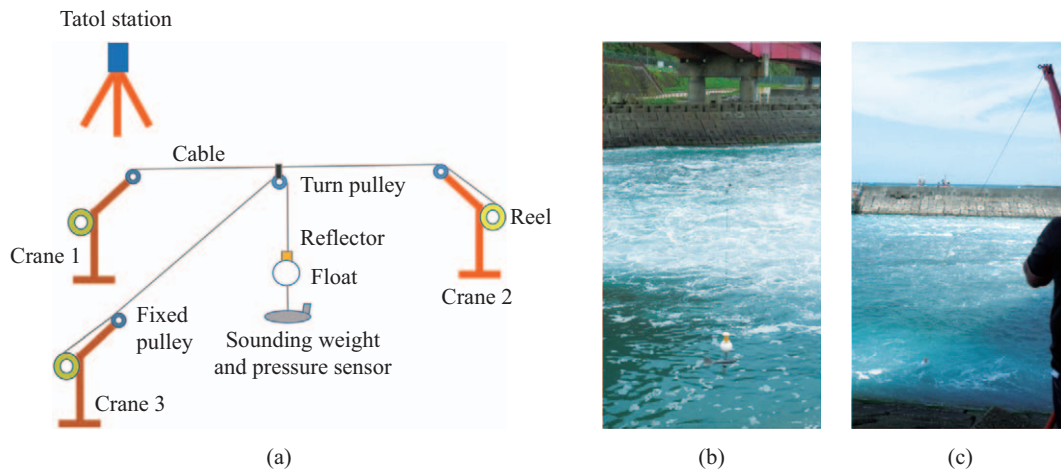 Tatol station
Cable
Turn pulley
Reel
Crane 1
Reflector
Float
Crane 2
Fixed
pulley
Sounding weight
and pressure sensor
Crane 3
(a)
(b)
(c)